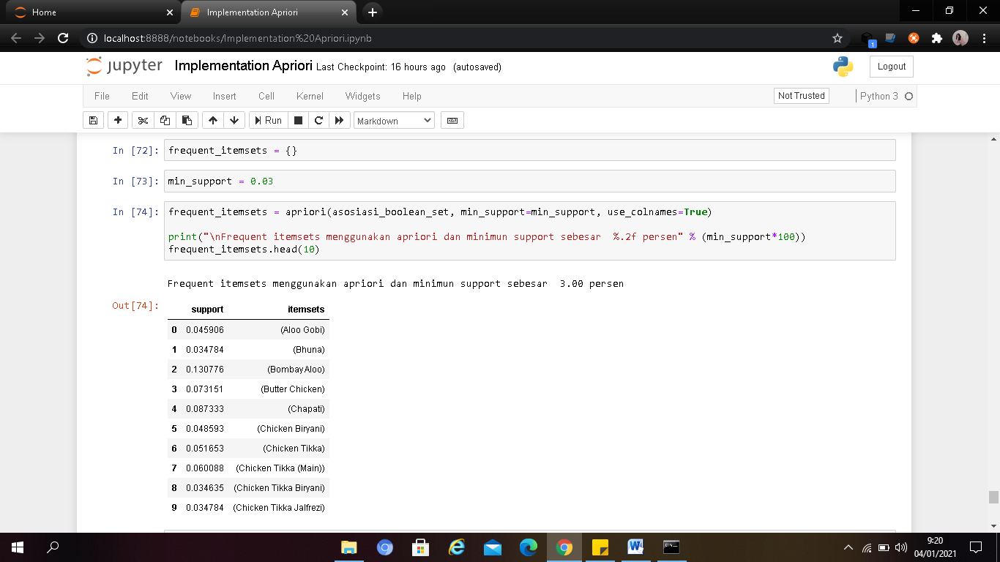 Home
Implementation Apriori
localhost:8888/notebooks/Implementation%20Apriori.ipynb
1
jupyter Implementation Apriori Last Checkpoint: 16 hours ago (autosaved)
Logout
File Edit View Insert Cell Kernel Widgets Help
Not Trusted
Python 3
Run
Markdown
In [72]: frequent_itemsets = {}
In [73]: min_support = 0.03
In [74]: frequent_itemsets = apriori(asosiasi_boolean_set, min_support=min_support, use_colnames=True)
print("\nFrequent itemsets menggunakan apriori dan minimun support sebesar  %.2f persen" % (min_support*100))
frequent_itemsets.head(10)
Frequent itemsets menggunakan apriori dan minimun support sebesar  3.00 persen
Out[74]:
support itemsets
0 0.045906 (Aloo Gobi)
1 0.034784 (Bhuna)
2 0.130776 (Bombay Aloo)
3 0.073151 (Butter Chicken)
4 0.087333 (Chapati)
5 0.048593 (Chicken Biryani)
6 0.051653 (Chicken Tikka)
7 0.060088 (Chicken Tikka (Main))
8 0.034635 (Chicken Tikka Biryani)
9 0.034784 (Chicken Tikka Jalfrezi)
9:20
04/01/2021